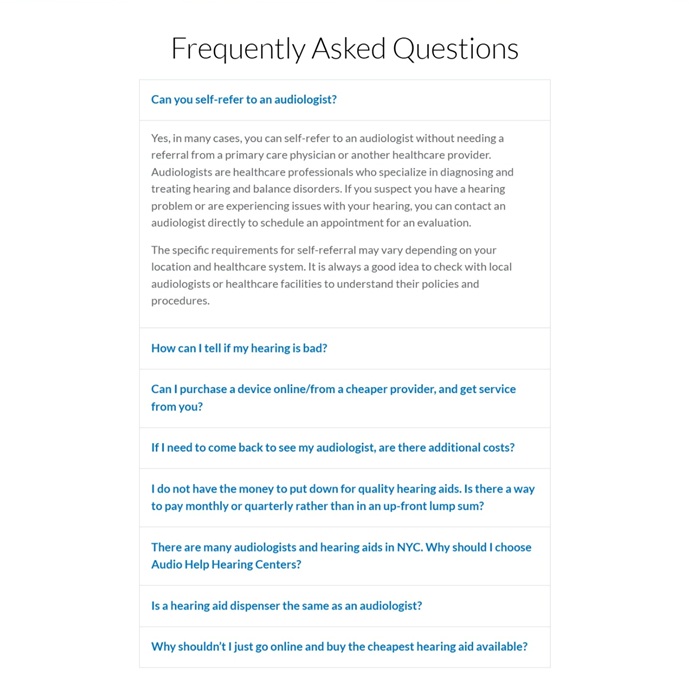 Frequently Asked Questions
Can you self-refer to an audiologist?
Yes, in many cases, you can self-refer to an audiologist without needing a
referral from a primary care physician or another healthcare provider.
Audiologists are healthcare professionals who specialize in diagnosing and
treating hearing and balance disorders. If you suspect you have a hearing
problem or are experiencing issues with your hearing, you can contact an
audiologist directly to schedule an appointment for an evaluation.
The specific requirements for self-referral may vary depending on your
location and healthcare system. It is always a good idea to check with local
audiologists or healthcare facilities to understand their policies and
procedures.
How can I tell if my hearing is bad?
Can I purchase a device online/from a cheaper provider, and get service
from you?
If I need to come back to see my audiologist, are there additional costs?
I do not have the money to put down for quality hearing aids. Is there a way
to pay monthly or quarterly rather than in an up-front lump sum?
There are many audiologists and hearing aids in NYC. Why should I choose
Audio Help Hearing Centers?
Is a hearing aid dispenser the same as an audiologist?
Why shouldn't I just go online and buy the cheapest hearing aid available?